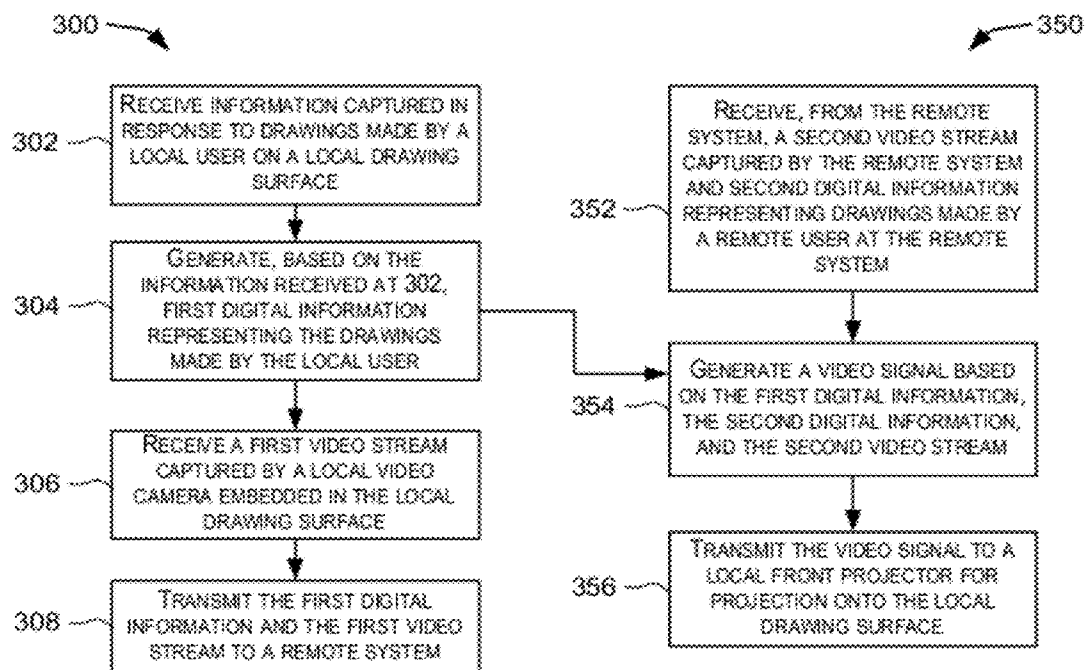 300
302
RECEIVE INFORMATION CAPTURED IN
RESPONSE TO DRAWINGS MADE BY A
LOCAL USER ON A LOCAL DRAWING
SURFACE
304
GENERATE, BASED ON THE
INFORMATION RECEIVED AT 302,
FIRST DIGITAL INFORMATION
REPRESENTING THE DRAWINGS
MADE BY THE LOCAL USER
306
RECEIVE A FIRST VIDEO STREAM
CAPTURED BY A LOCAL VIDEO
CAMERA EMBEDDED IN THE LOCAL
DRAWING SURFACE
308
TRANSMIT THE FIRST DIGITAL
INFORMATION AND THE FIRST VIDEO
STREAM TO A REMOTE SYSTEM
350
352
RECEIVE, FROM THE REMOTE
SYSTEM, A SECOND VIDEO STREAM
CAPTURED BY THE REMOTE SYSTEM
AND SECOND DIGITAL INFORMATION
REPRESENTING DRAWINGS MADE BY
A REMOTE USER AT THE REMOTE
SYSTEM
354
GENERATE A VIDEO SIGNAL BASED
ON THE FIRST DIGITAL INFORMATION,
THE SECOND DIGITAL INFORMATION,
AND THE SECOND VIDEO STREAM
356
TRANSMIT THE VIDEO SIGNAL TO A
LOCAL FRONT PROJECTOR FOR
PROJECTION ONTO THE LOCAL
DRAWING SURFACE